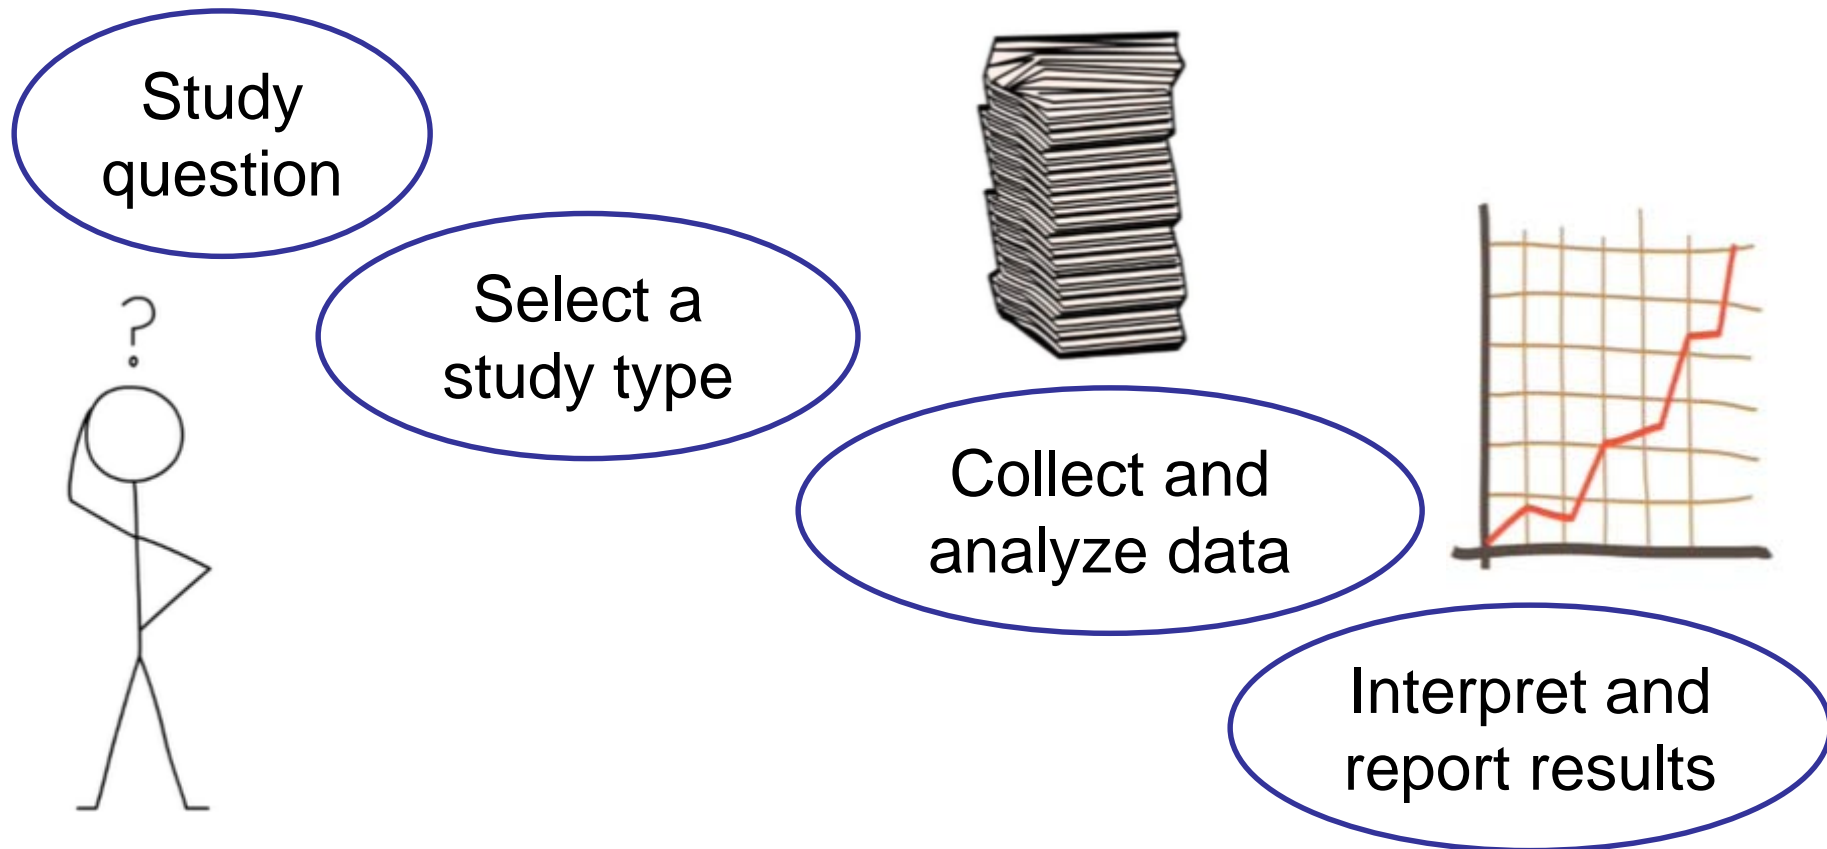 Study
question
?
Select a
study type
Collect and
analyze data
Interpret and
report results